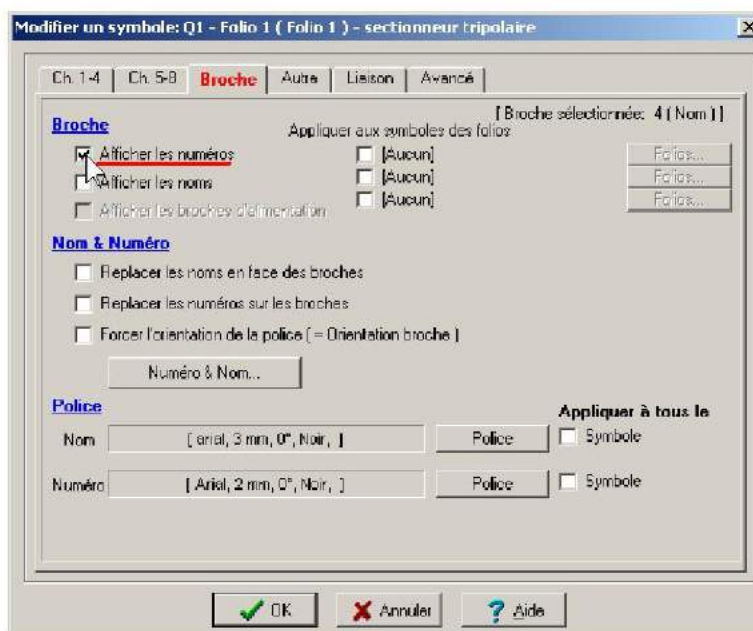 Modifier un symbole: Q1 - Folio 1 ( Folio 1 ) - sectionneur tripolaire
Ch. 1-4 Ch. 5-8 Broche Autre Liaison Avancé
[ Broche sélectionnée: 4 ( Nom ) ]
Broche
Appliquer aux symboles des folios
Afficher les numéros [Aucun] Folios...
Afficher les noms [Aucun] Folios...
Afficher les broches d'alimentation [Aucun] Folios...
Nom & Numéro
Replacer les noms en face des broches
Replacer les numéros sur les broches
Forcer l'orientation de la police ( = Orientation broche )
Numéro & Nom...
Police
Appliquer à tous le
Nom [ arial, 3 mm, 0°, Noir, ] Police Symbole
Numéro [ Arial, 2 mm, 0°, Noir, ] Police Symbole
OK Annuler Aide